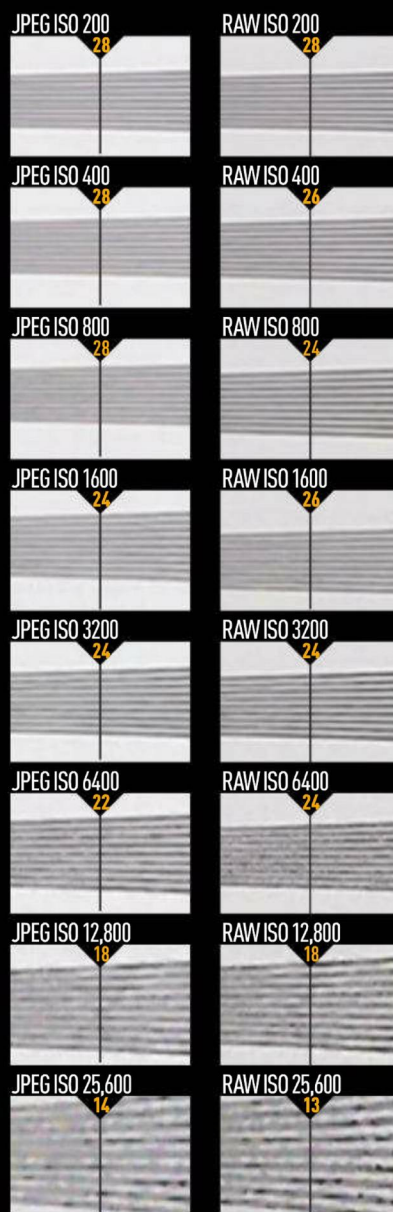 JPEG ISO 200 RAW ISO 200
28 28
JPEG ISO 400 RAW ISO 400
28 26
JPEG ISO 800 RAW ISO 800
28 24
JPEG ISO 1600 RAW ISO 1600
24 26
JPEG ISO 3200 RAW ISO 3200
24 24
JPEG ISO 6400 RAW ISO 6400
22 24
JPEG ISO 12,800 RAW ISO 12,800
18 18
JPEG ISO 25,600 RAW ISO 25,600
14 13